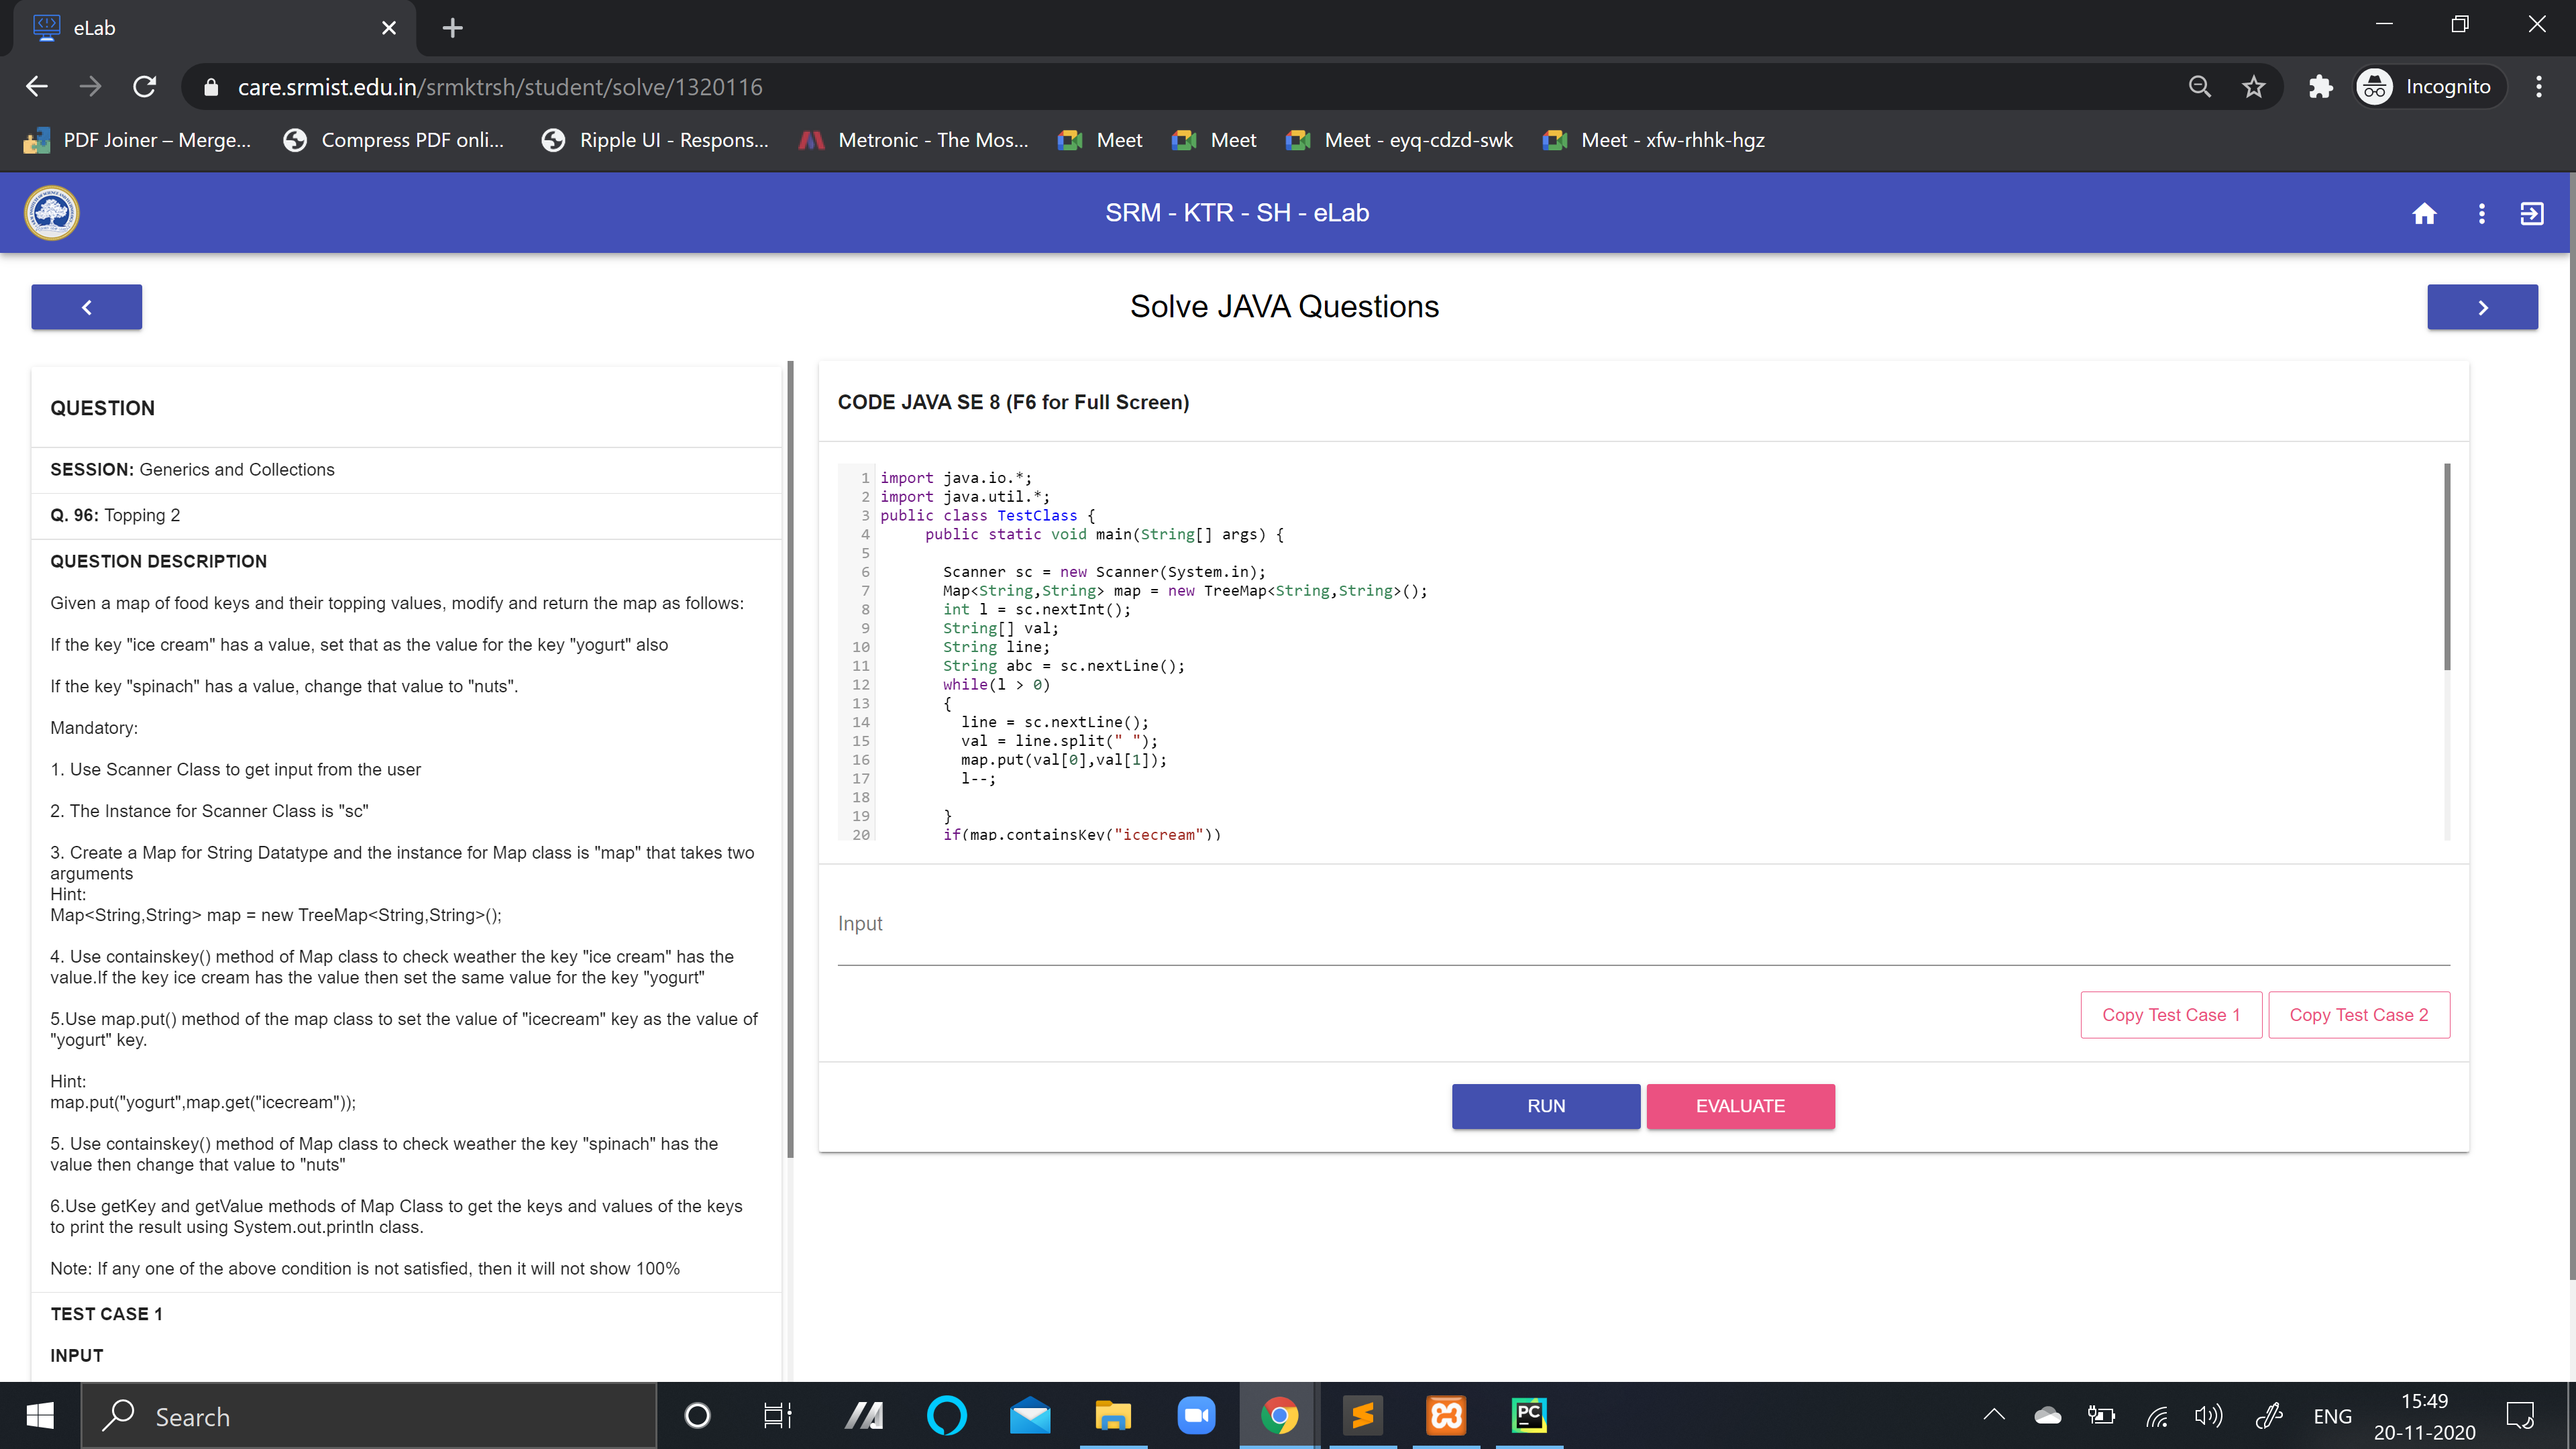 eLab
care.srmist.edu.in/srmktrsh/student/solve/1320116
Incognito
PDF Joiner – Merge...
Compress PDF onli...
Ripple UI - Respons...
Metronic - The Mos...
Meet
Meet
Meet - eyq-cdzd-swk
Meet - xfw-rhhk-hgz
SRM - KTR - SH - eLab
Solve JAVA Questions
QUESTION
SESSION: Generics and Collections
Q. 96: Topping 2
QUESTION DESCRIPTION
Given a map of food keys and their topping values, modify and return the map as follows:
If the key "ice cream" has a value, set that as the value for the key "yogurt" also
If the key "spinach" has a value, change that value to "nuts".
Mandatory:
1. Use Scanner Class to get input from the user
2. The Instance for Scanner Class is "sc"
3. Create a Map for String Datatype and the instance for Map class is "map" that takes two
arguments
Hint:
Map<String,String> map = new TreeMap<String,String>();
4. Use containskey() method of Map class to check weather the key "ice cream" has the
value.If the key ice cream has the value then set the same value for the key "yogurt"
5.Use map.put() method of the map class to set the value of "icecream" key as the value of
"yogurt" key.
Hint:
map.put("yogurt",map.get("icecream"));
5. Use containskey() method of Map class to check weather the key "spinach" has the
value then change that value to "nuts"
6.Use getKey and getValue methods of Map Class to get the keys and values of the keys
to print the result using System.out.println class.
Note: If any one of the above condition is not satisfied, then it will not show 100%
TEST CASE 1
INPUT
CODE JAVA SE 8 (F6 for Full Screen)
1 import java.io.*;
2 import java.util.*;
3 public class TestClass {
4 public static void main(String[] args) {
5
6 Scanner sc = new Scanner(System.in);
7 Map<String,String> map = new TreeMap<String,String>();
8 int l = sc.nextInt();
9 String[] val;
10 String line;
11 String abc = sc.nextLine();
12 while(l > 0)
13 {
14 line = sc.nextLine();
15 val = line.split(" ");
16 map.put(val[0],val[1]);
17 l--;
18
19 }
20 if(map.containsKey("icecream"))
Input
Copy Test Case 1
Copy Test Case 2
RUN
EVALUATE
Search
PC
ENG
15:49
20-11-2020